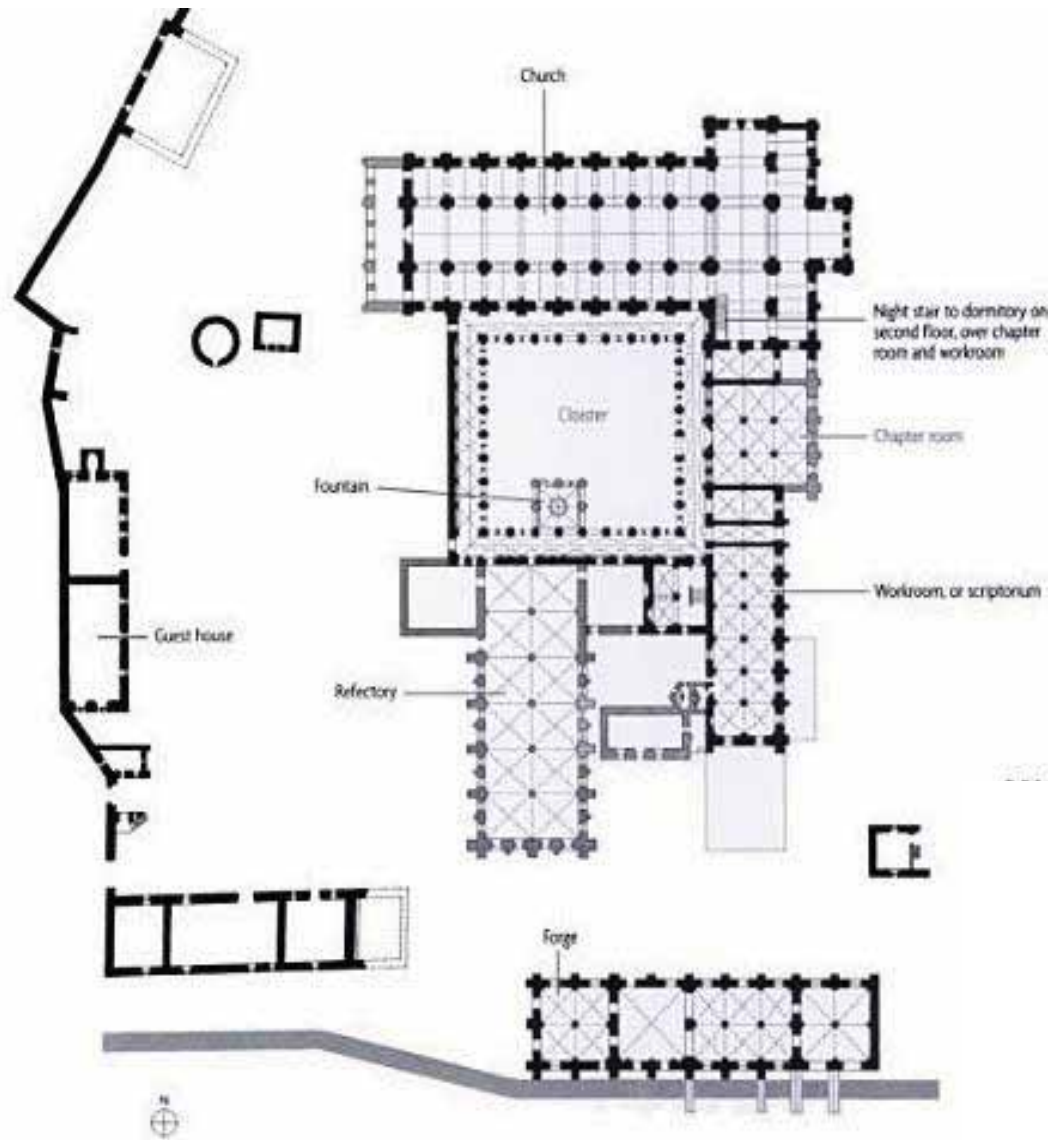 Church
Night stair to dormitory on
second floor, over chapter
room and workroom
Cloister
Chapter room
Fountain
Workroom, or scriptorium
Guest house
Refectory
Forge
N